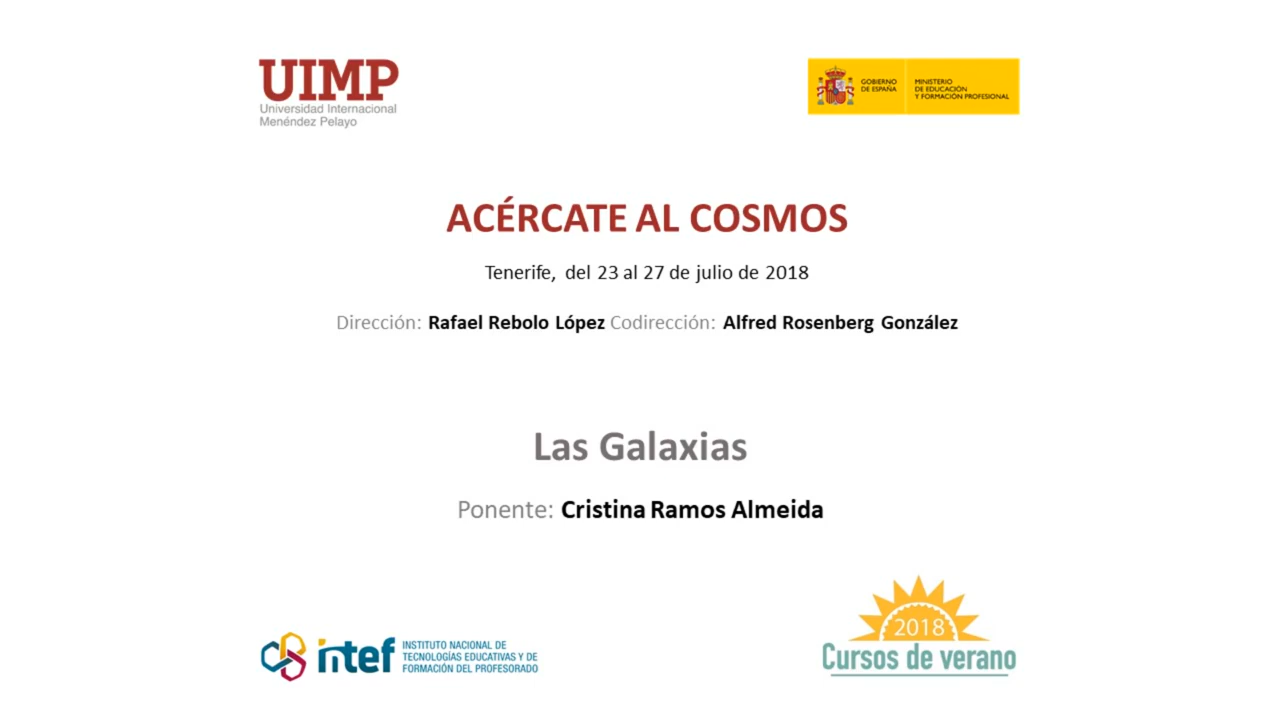 UIMP
Universidad Internacional
Menéndez Pelayo
GOBIERNO
DE ESPAÑA
MINISTERIO
DE EDUCACIÓN
Y FORMACIÓN PROFESIONAL
ACÉRCATE AL COSMOS
Tenerife, del 23 al 27 de julio de 2018
Dirección: Rafael Rebolo López Codirección: Alfred Rosenberg González
Las Galaxias
Ponente: Cristina Ramos Almeida
intef
INSTITUTO NACIONAL DE
TECNOLOGÍAS EDUCATIVAS Y DE
FORMACIÓN DEL PROFESORADO
2018
Cursos de verano